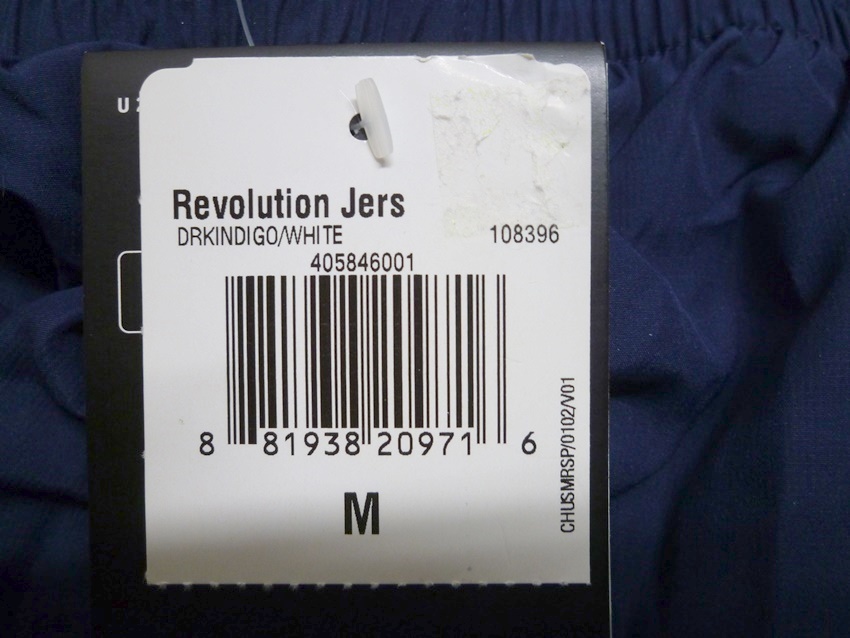 U
Revolution Jers
DRKINDIGO/WHITE 108396
405846001
8 81938 20971 6
M
CHUSMRSP/0102/V01